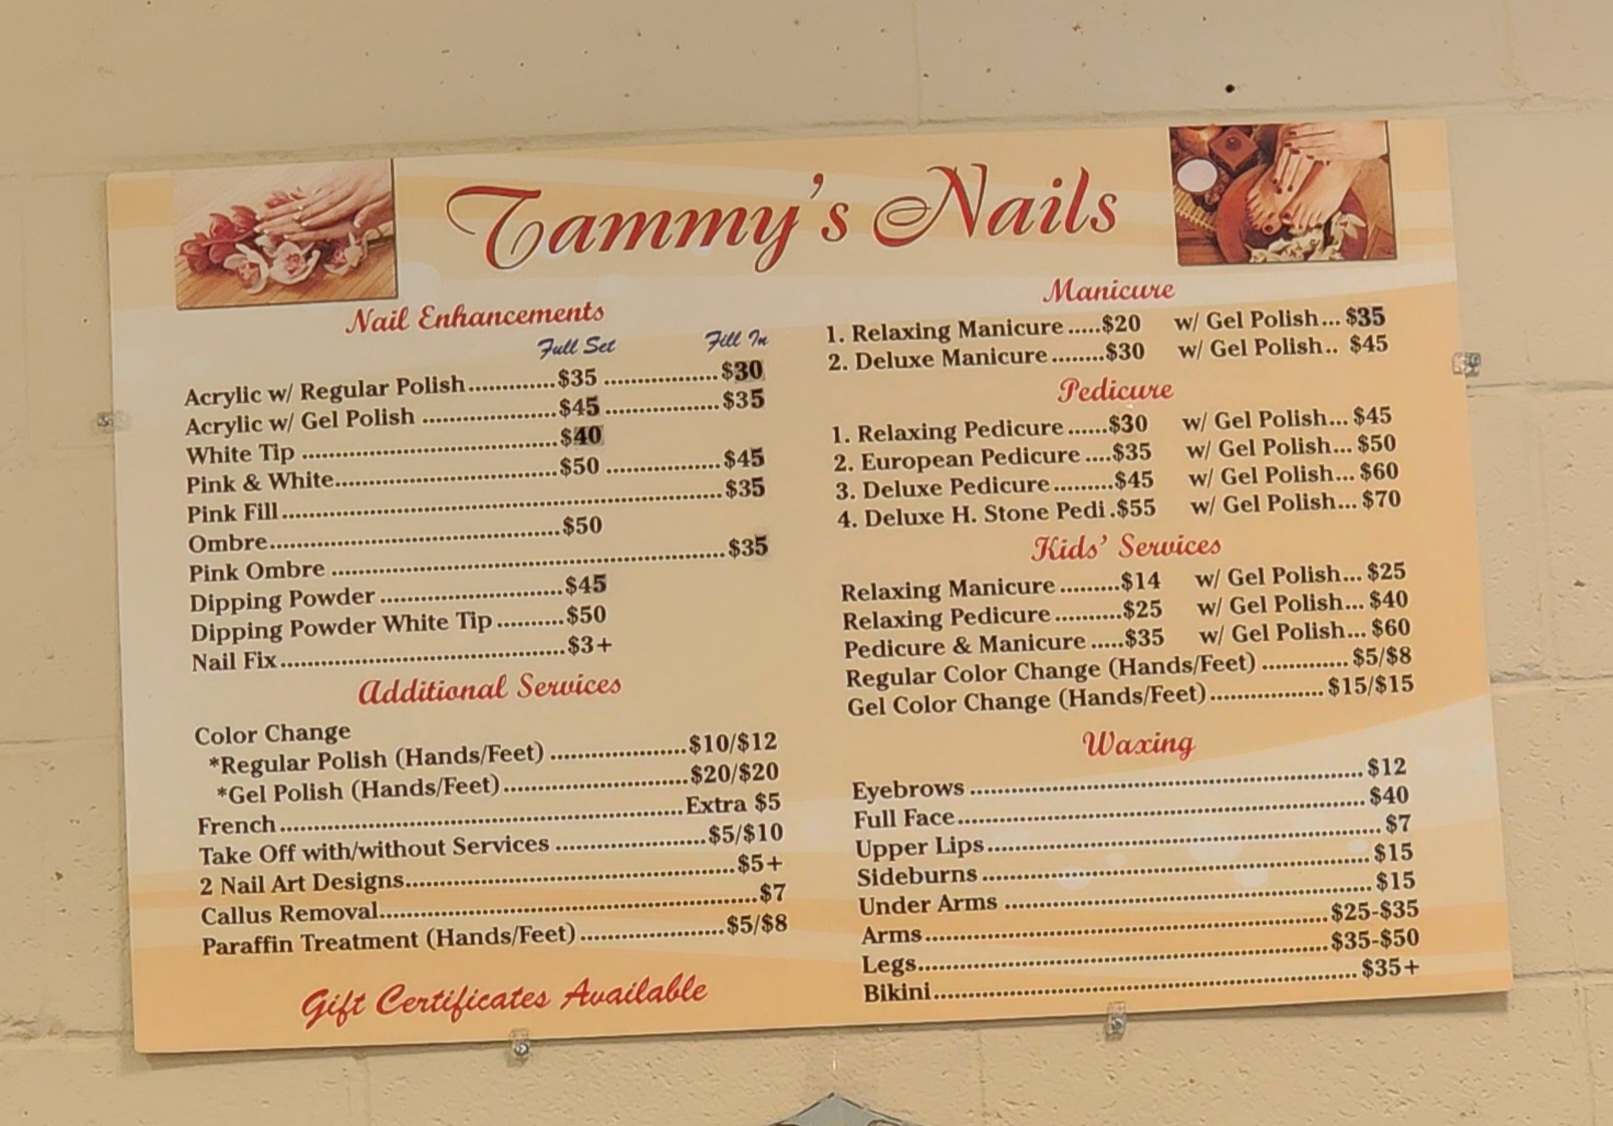 Tammy's Nails
Nail Enhancements
Full Set Fill In
Acrylic w/ Regular Polish.............$35 .................$30
Acrylic w/ Gel Polish ....................$45 .................$35
White Tip ......................................$40
Pink & White..................................$50 .................$45
Pink Fill..................................................................$35
Ombre............................................$50
Pink Ombre ...........................................................$35
Dipping Powder ............................$45
Dipping Powder White Tip ..........$50
Nail Fix...........................................$3+
Additional Services
Color Change
*Regular Polish (Hands/Feet) ....................$10/$12
*Gel Polish (Hands/Feet)...........................$20/$20
French............................................................Extra $5
Take Off with/without Services ......................$5/$10
2 Nail Art Designs.................................................$5+
Callus Removal.........................................................$7
Paraffin Treatment (Hands/Feet).....................$5/$8
Gift Certificates Available
Manicure
1. Relaxing Manicure .....$20 w/ Gel Polish... $35
2. Deluxe Manicure ........$30 w/ Gel Polish.. $45
Pedicure
1. Relaxing Pedicure ......$30 w/ Gel Polish... $45
2. European Pedicure ....$35 w/ Gel Polish... $50
3. Deluxe Pedicure .........$45 w/ Gel Polish... $60
4. Deluxe H. Stone Pedi .$55 w/ Gel Polish... $70
Kids' Services
Relaxing Manicure .........$14 w/ Gel Polish... $25
Relaxing Pedicure ..........$25 w/ Gel Polish... $40
Pedicure & Manicure .....$35 w/ Gel Polish... $60
Regular Color Change (Hands/Feet) ............. $5/$8
Gel Color Change (Hands/Feet)................. $15/$15
Waxing
Eyebrows ........................................................... $12
Full Face............................................................. $40
Upper Lips........................................................... $7
Sideburns .......................................................... $15
Under Arms ....................................................... $15
Arms............................................................ $25-$35
Legs............................................................. $35-$50
Bikini................................................................ $35+